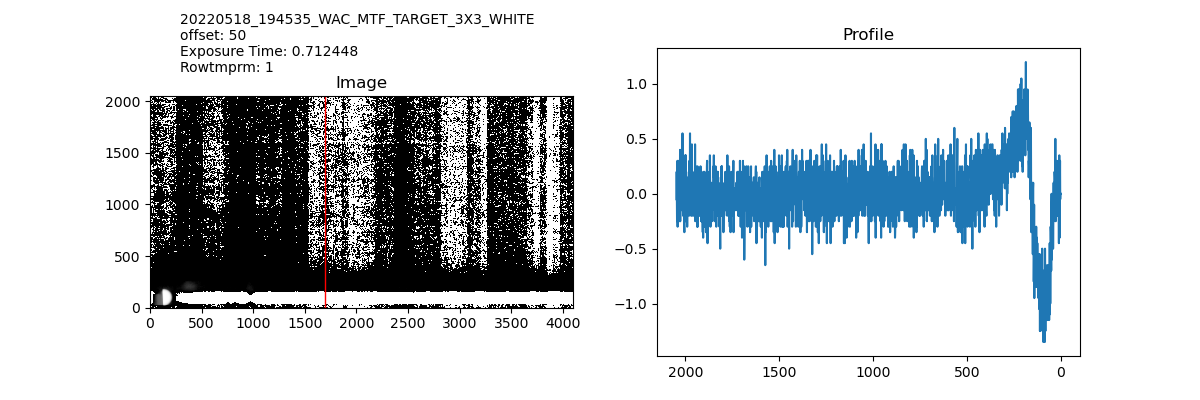 20220518_194535_WAC_MTF_TARGET_3X3_WHITE
offset: 50
Exposure Time: 0.712448
Rowtmprm: 1
Image
2000
1500
1000
500
0
0 500 1000 1500 2000 2500 3000 3500 4000
Profile
1.0
0.5
0.0
−0.5
−1.0
2000 1500 1000 500 0